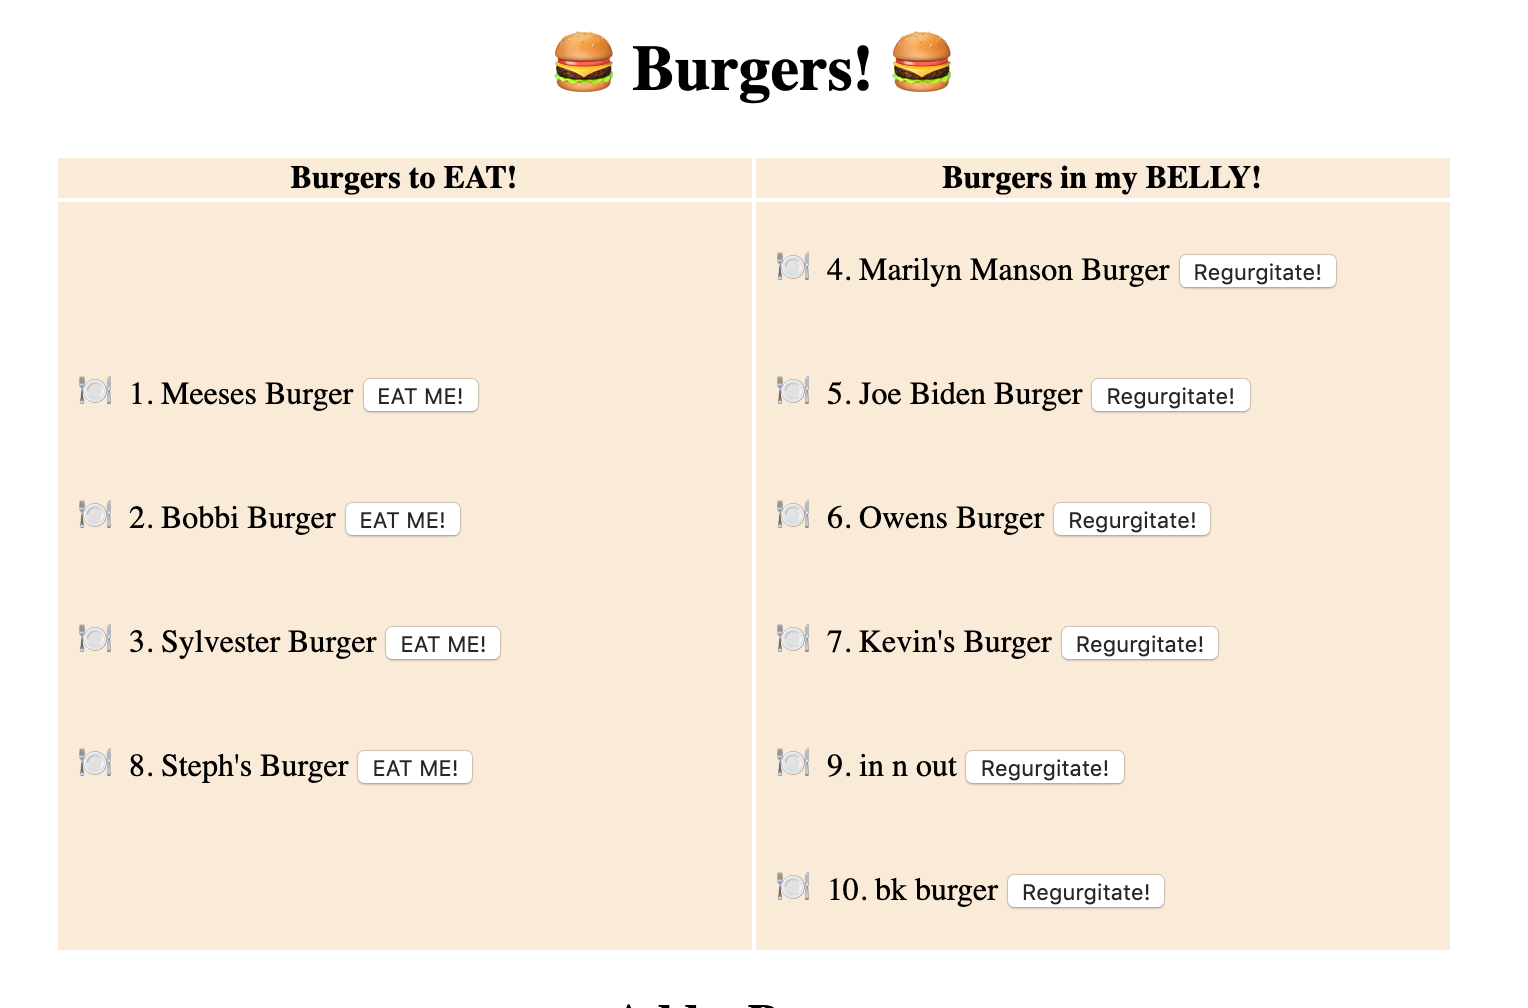 Burgers!
Burgers to EAT!
1. Meeses Burger EAT ME!
2. Bobbi Burger EAT ME!
3. Sylvester Burger EAT ME!
8. Steph's Burger EAT ME!
Burgers in my BELLY!
4. Marilyn Manson Burger Regurgitate!
5. Joe Biden Burger Regurgitate!
6. Owens Burger Regurgitate!
7. Kevin's Burger Regurgitate!
9. in n out Regurgitate!
10. bk burger Regurgitate!